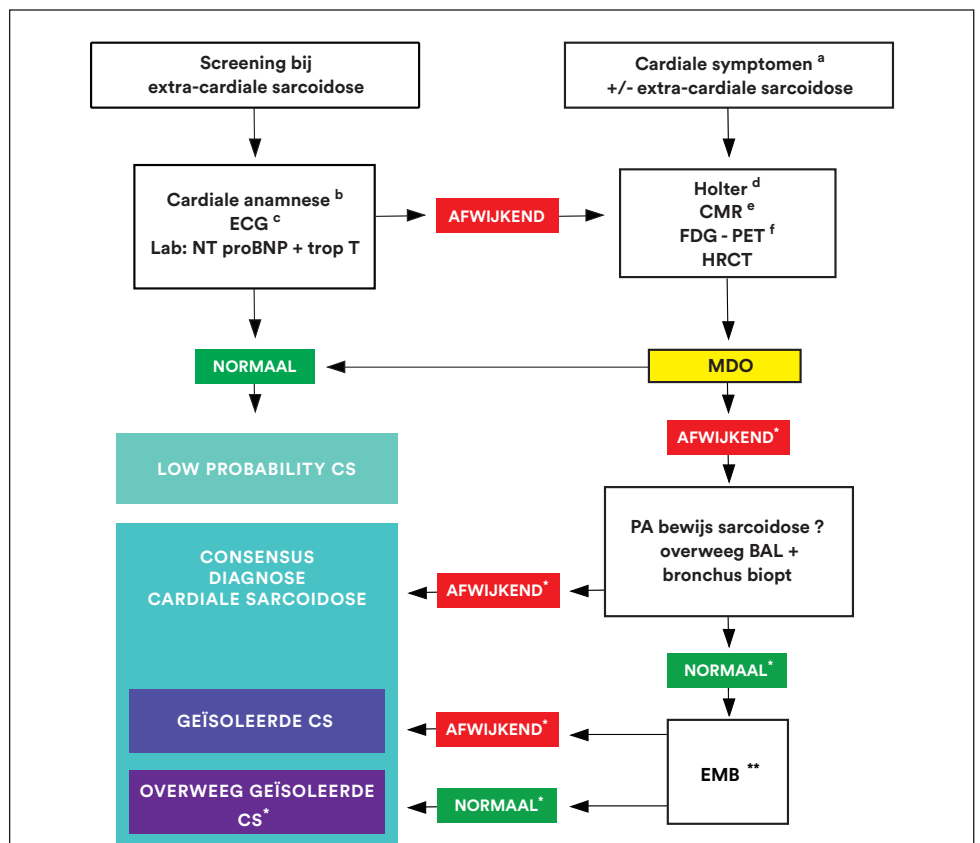 Screening bij
extra-cardiale sarcoidose
Cardiale symptomen a
+/- extra-cardiale sarcoidose
Cardiale anamnese b
ECG c
Lab: NT proBNP + trop T
AFWIJKEND
Holter d
CMR e
FDG - PET f
HRCT
NORMAAL
MDO
AFWIJKEND*
LOW PROBABILITY CS
PA bewijs sarcoidose ?
overweeg BAL +
bronchus biopt
CONSENSUS
DIAGNOSE
CARDIALE SARCOIDOSE
AFWIJKEND*
NORMAAL*
GEÏSOLEERDE CS
AFWIJKEND*
EMB **
OVERWEEG GEÏSOLEERDE
CS*
NORMAAL*